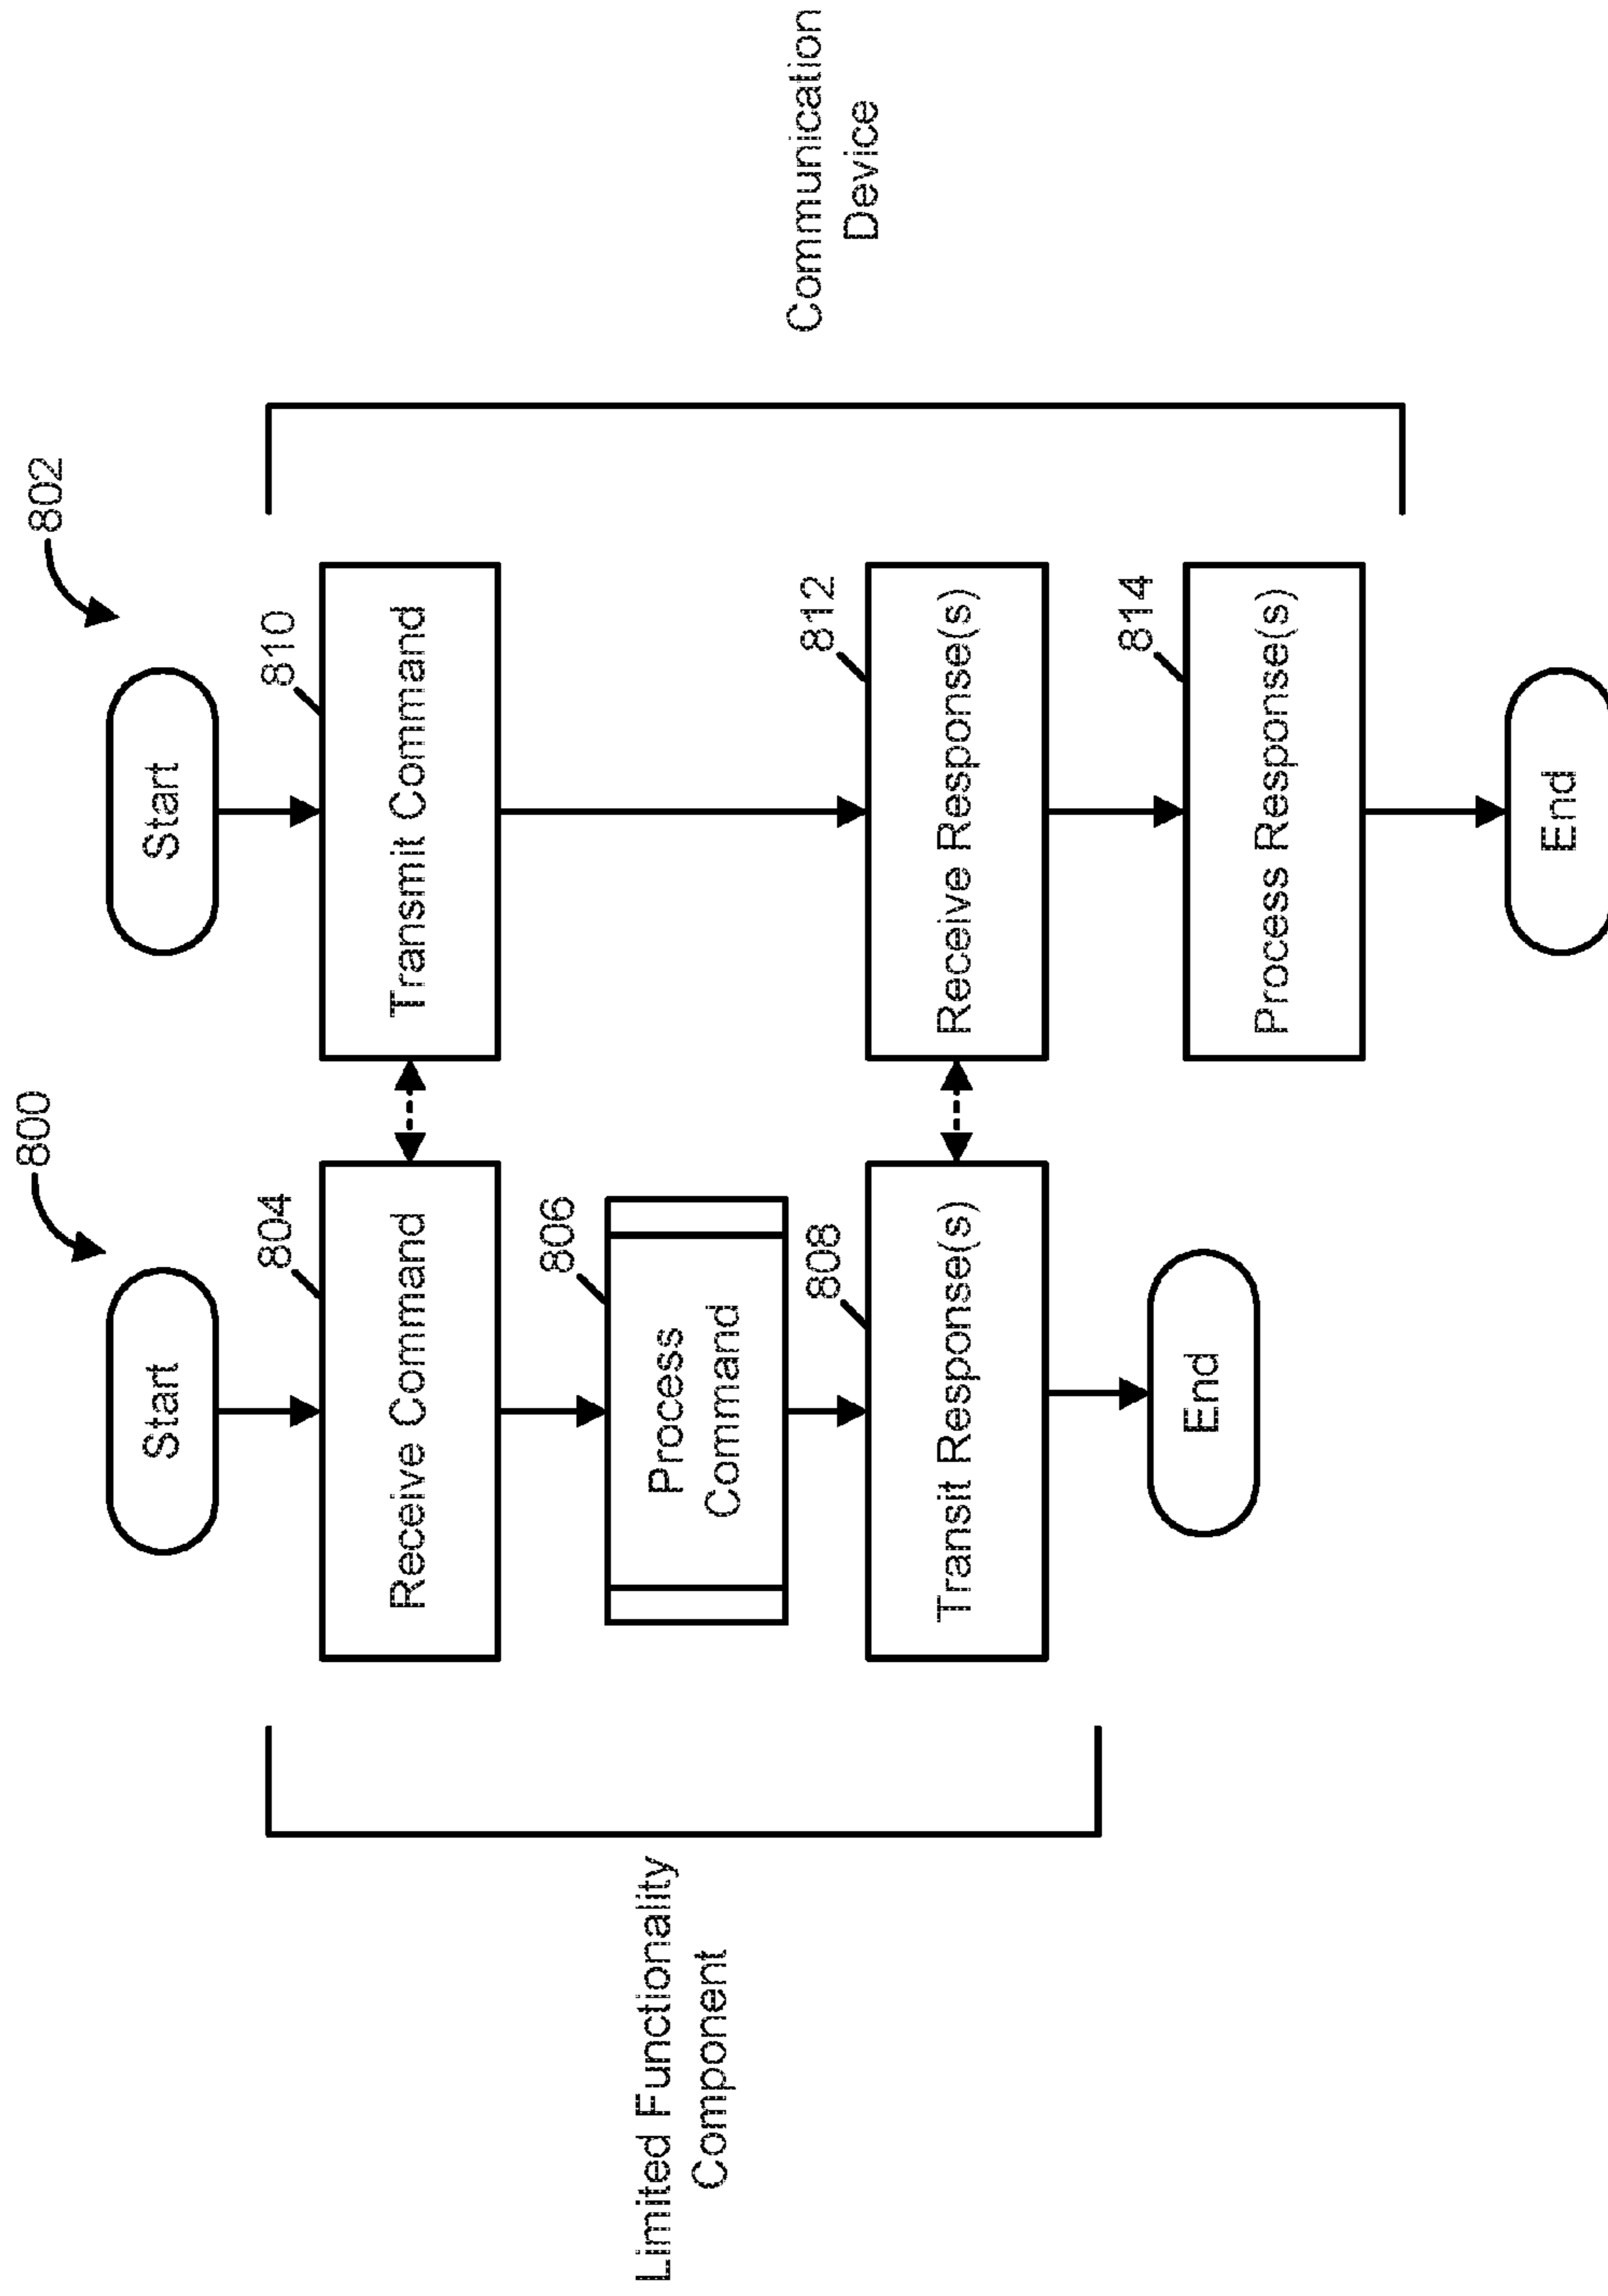 800
802
Start
Start
804
Receive Command
810
Transmit Command
806
Process
Command
808
Transit Response(s)
812
Receive Response(s)
814
Process Response(s)
End
End
Limited Functionality
Component
Communication
Device